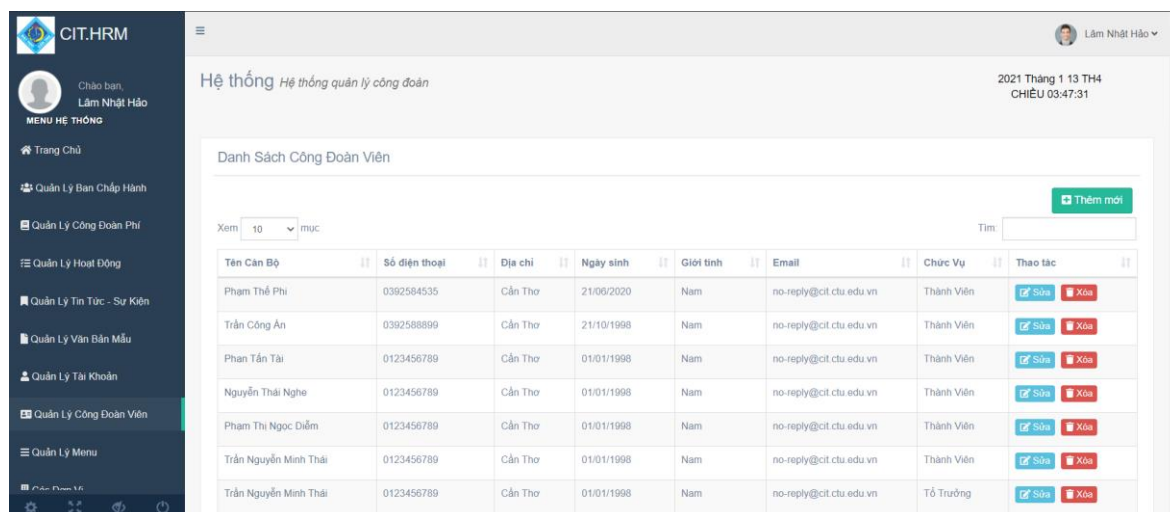 CIT.HRM
Lâm Nhật Hảo
Chào bạn,
Lâm Nhật Hảo
MENU HỆ THỐNG
Trang Chủ
Quản Lý Ban Chấp Hành
Quản Lý Công Đoàn Phí
Quản Lý Hoạt Động
Quản Lý Tin Tức - Sự Kiện
Quản Lý Văn Bản Mẫu
Quản Lý Tài Khoản
Quản Lý Công Đoàn Viên
Quản Lý Menu
Các Đơn Vị
Hệ thống Hệ thống quản lý công đoàn
2021 Tháng 1 13 TH4
CHIỀU 03:47:31
Danh Sách Công Đoàn Viên
Thêm mới
Xem 10 mục
Tìm:
Tên Cán Bộ Số điện thoại Địa chỉ Ngày sinh Giới tính Email Chức Vụ Thao tác
Phạm Thế Phi 0392584535 Cần Thơ 21/06/2020 Nam no-reply@cit.ctu.edu.vn Thành Viên Sửa Xóa
Trần Công Án 0392588899 Cần Thơ 21/10/1998 Nam no-reply@cit.ctu.edu.vn Thành Viên Sửa Xóa
Phan Tấn Tài 0123456789 Cần Thơ 01/01/1998 Nam no-reply@cit.ctu.edu.vn Thành Viên Sửa Xóa
Nguyễn Thái Nghe 0123456789 Cần Thơ 01/01/1998 Nam no-reply@cit.ctu.edu.vn Thành Viên Sửa Xóa
Phạm Thị Ngọc Diễm 0123456789 Cần Thơ 01/01/1998 Nam no-reply@cit.ctu.edu.vn Thành Viên Sửa Xóa
Trần Nguyễn Minh Thái 0123456789 Cần Thơ 01/01/1998 Nam no-reply@cit.ctu.edu.vn Thành Viên Sửa Xóa
Trần Nguyễn Minh Thái 0123456789 Cần Thơ 01/01/1998 Nam no-reply@cit.ctu.edu.vn Tổ Trưởng Sửa Xóa